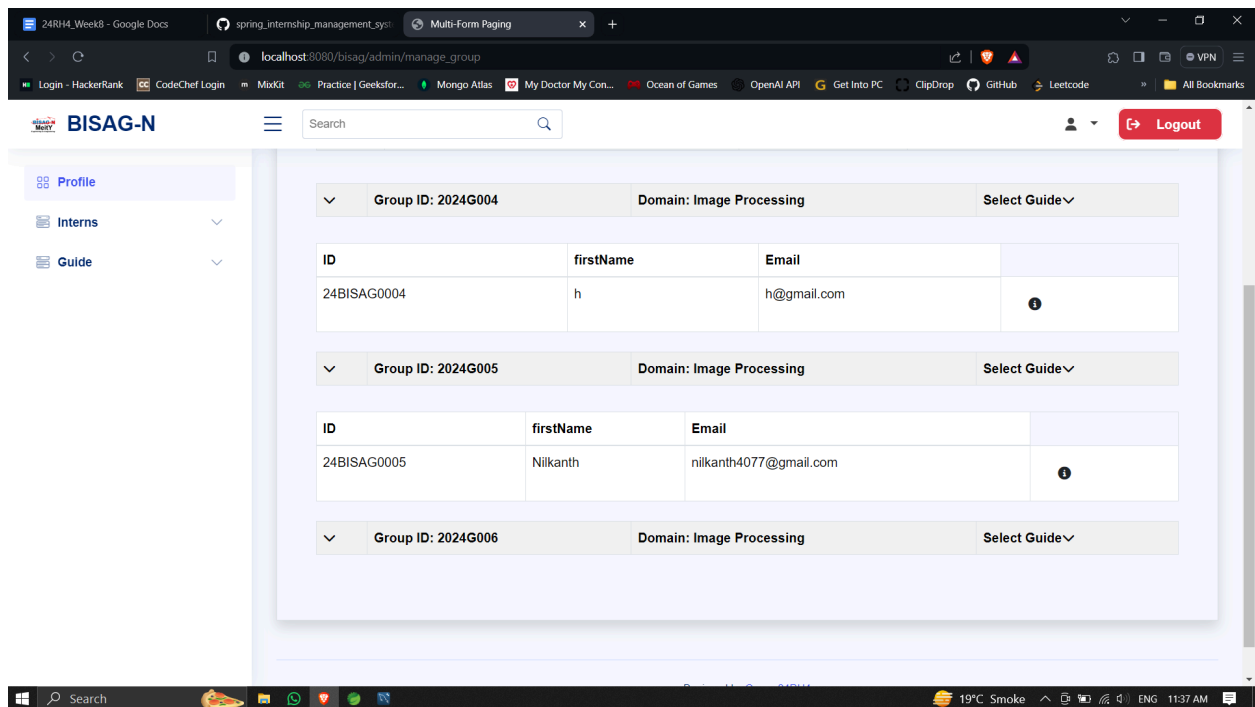 24RH4_Week8 - Google Docs
spring_internship_management_syst
Multi-Form Paging
localhost:8080/bisag/admin/manage_group
VPN
Login - HackerRank
CodeChef Login
MixKit
Practice | Geeksfor...
Mongo Atlas
My Doctor My Con...
Ocean of Games
OpenAI API
Get Into PC
ClipDrop
GitHub
Leetcode
»
All Bookmarks
BISAG-N
Search
Logout
Profile
Interns
Guide
Group ID: 2024G004 Domain: Image Processing Select Guide
ID firstName Email
24BISAG0004 h h@gmail.com
Group ID: 2024G005 Domain: Image Processing Select Guide
ID firstName Email
24BISAG0005 Nilkanth nilkanth4077@gmail.com
Group ID: 2024G006 Domain: Image Processing Select Guide
Search
19°C Smoke
ENG
11:37 AM